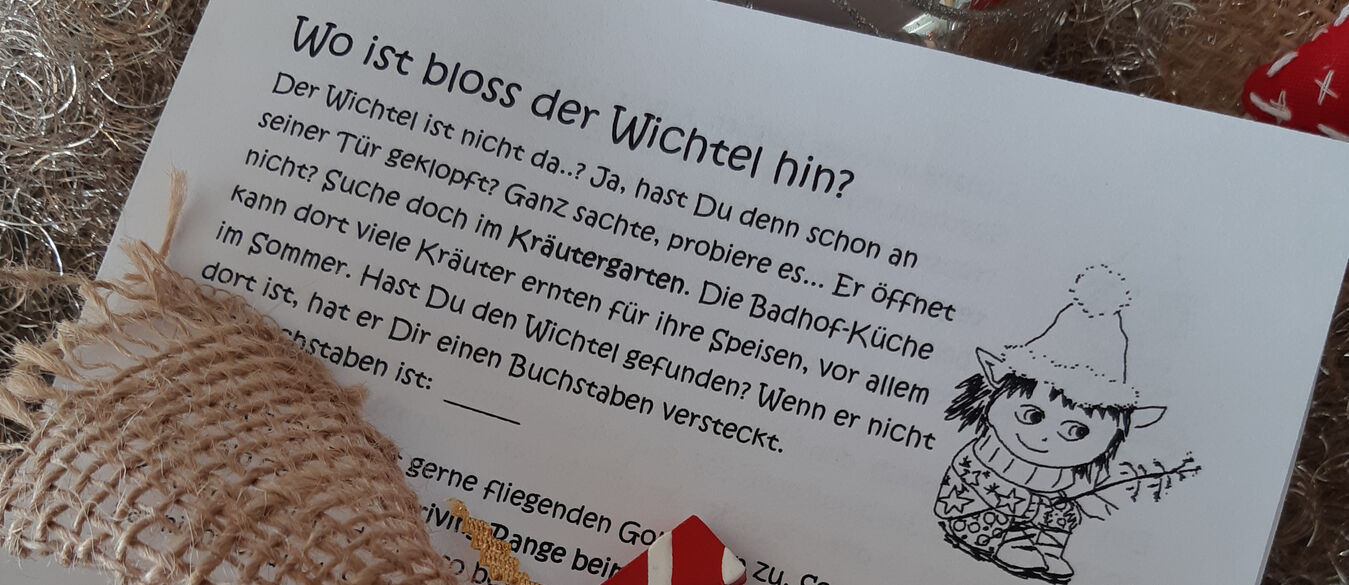 Wo ist bloss der Wichtel hin?
Der Wichtel ist nicht da..? Ja, hast Du denn schon an
seiner Tür geklopft? Ganz sachte, probiere es... Er öffnet
nicht? Suche doch im Kräutergarten. Die Badhof-Küche
kann dort viele Kräuter ernten für ihre Speisen, vor allem
im Sommer. Hast Du den Wichtel gefunden? Wenn er nicht
dort ist, hat er Dir einen Buchstaben versteckt.
ist: _____
gerne fliegenden
beim
zu.